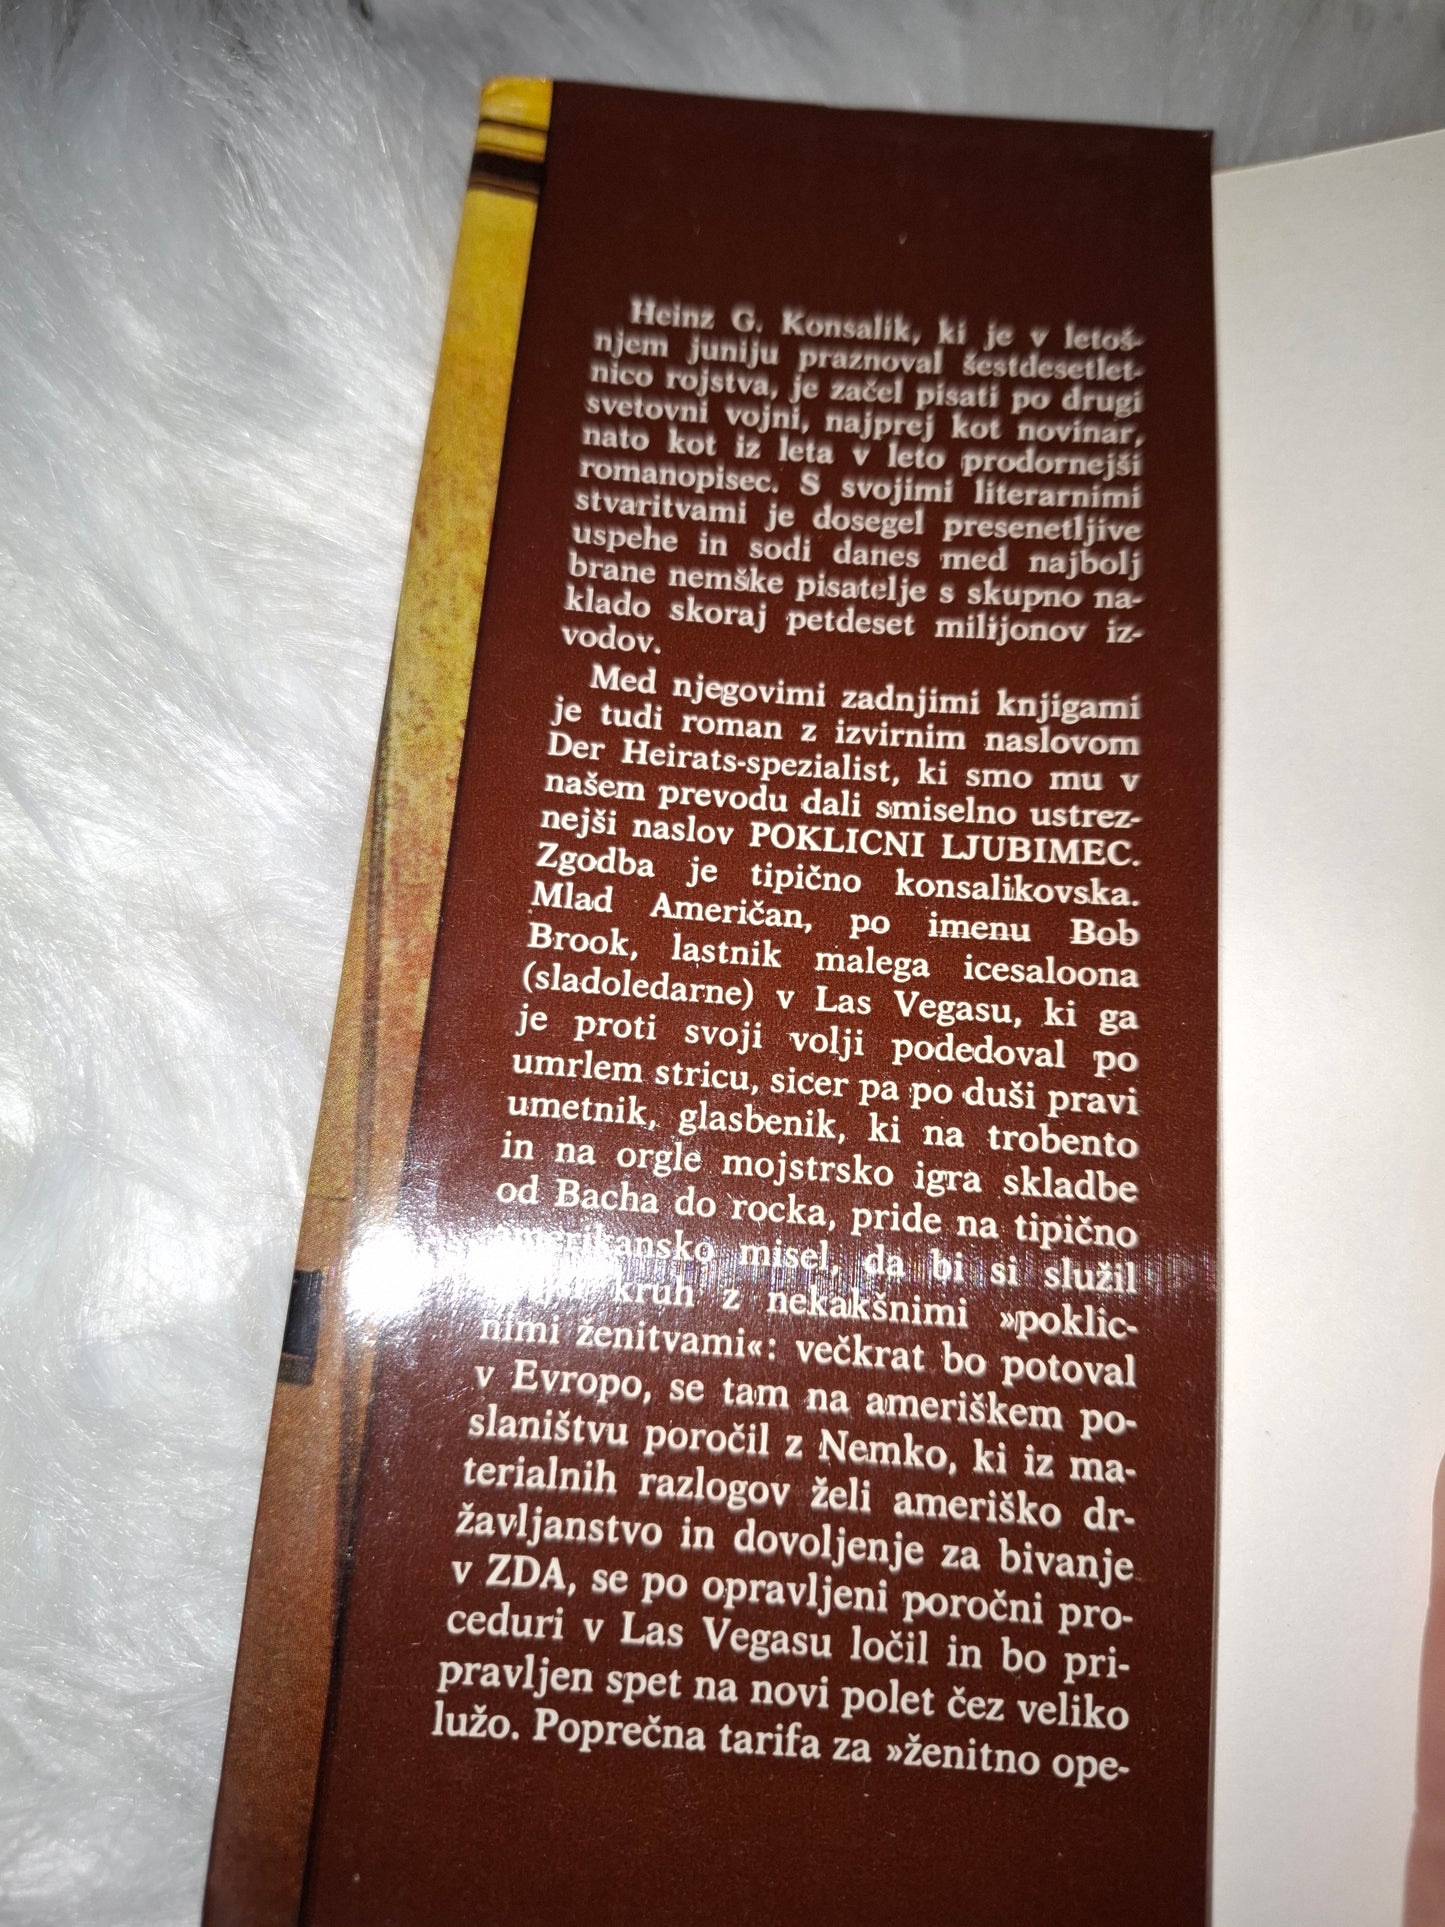 Heinz G. Konsalik, ki je v letoš-
njem juniju praznoval šestdesetlet-
nico rojstva, je začel pisati po drugi
svetovni vojni, najprej kot novinar,
nato kot iz leta v leto prodornejši
romanopisec. S svojimi literarnimi
stvaritvami je dosegel presenetljive
uspehe in sodi danes med najbolj
brane nemške pisatelje s skupno na-
klado skoraj petdeset milijonov iz-
vodov.
Med njegovimi zadnjimi knjigami
je tudi roman z izvirnim naslovom
Der Heirats-spezialist, ki smo mu v
našem prevodu dali smiselno ustrez-
nejši naslov POKLICNI LJUBIMEC.
Zgodba je tipično konsalikovska.
Mlad Američan, po imenu Bob
Brook, lastnik malega icesaloona
(sladoledarne) v Las Vegasu, ki ga
je proti svoji volji podedoval po
umrlem stricu, sicer pa po duši pravi
umetnik, glasbenik, ki na trobento
in na orgle mojstrsko igra skladbe
od Bacha do rocka, pride na tipično
amerikansko misel, da bi si služil
kruh z nekakšnimi »poklic-
nimi ženitvami«: večkrat bo potoval
v Evropo, se tam na ameriškem po-
slaništvu poročil z Nemko, ki iz ma-
terialnih razlogov želi ameriško dr-
žavljanstvo in dovoljenje za bivanje
v ZDA, se po opravljeni poročni pro-
ceduri v Las Vegasu ločil in bo pri-
pravljen spet na novi polet čez veliko
lužo. Poprečna tarifa za »ženitno ope-